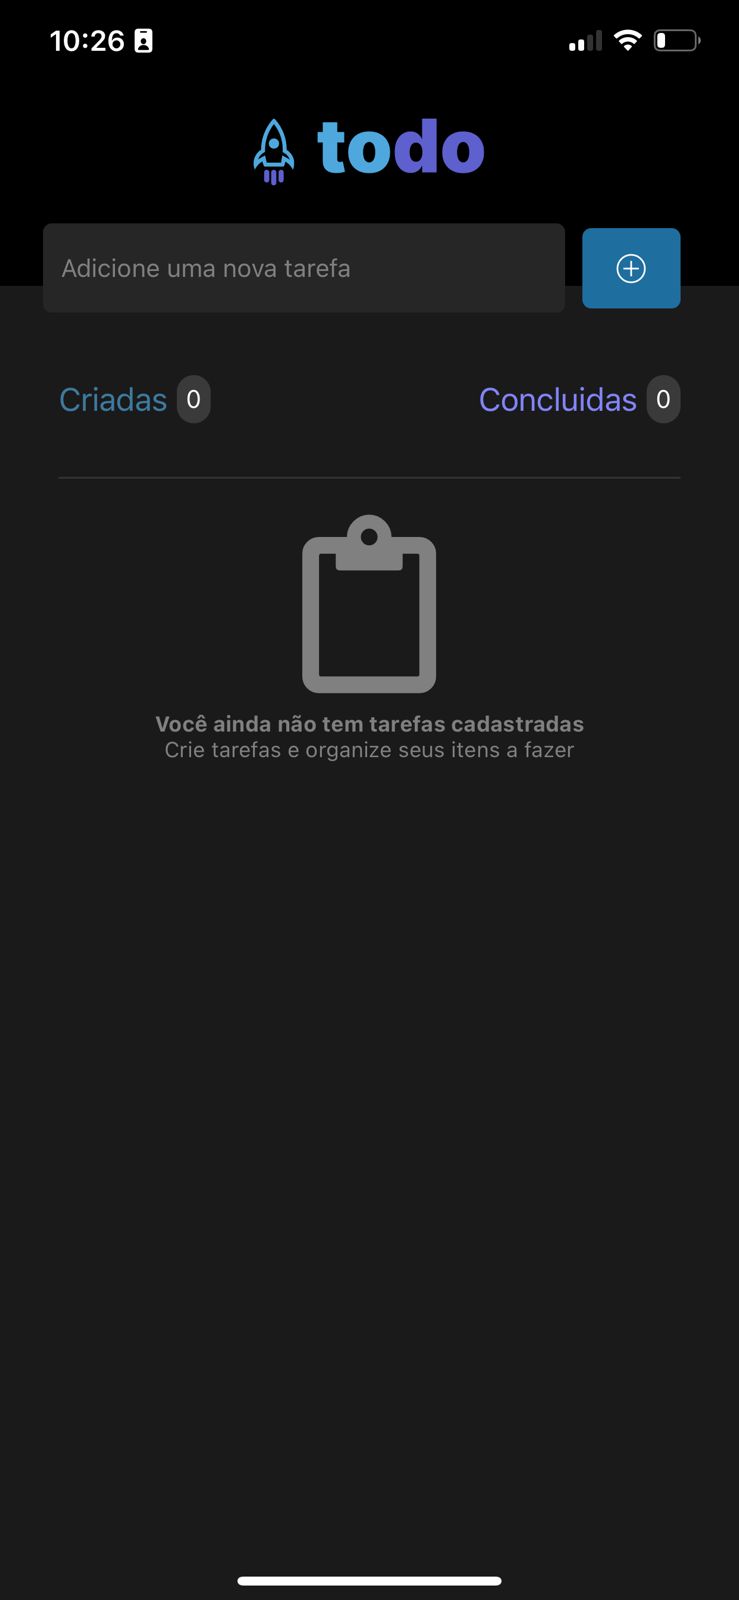 10:26
todo
Adicione uma nova tarefa
Criadas 0
Concluidas 0
Você ainda não tem tarefas cadastradas
Crie tarefas e organize seus itens a fazer